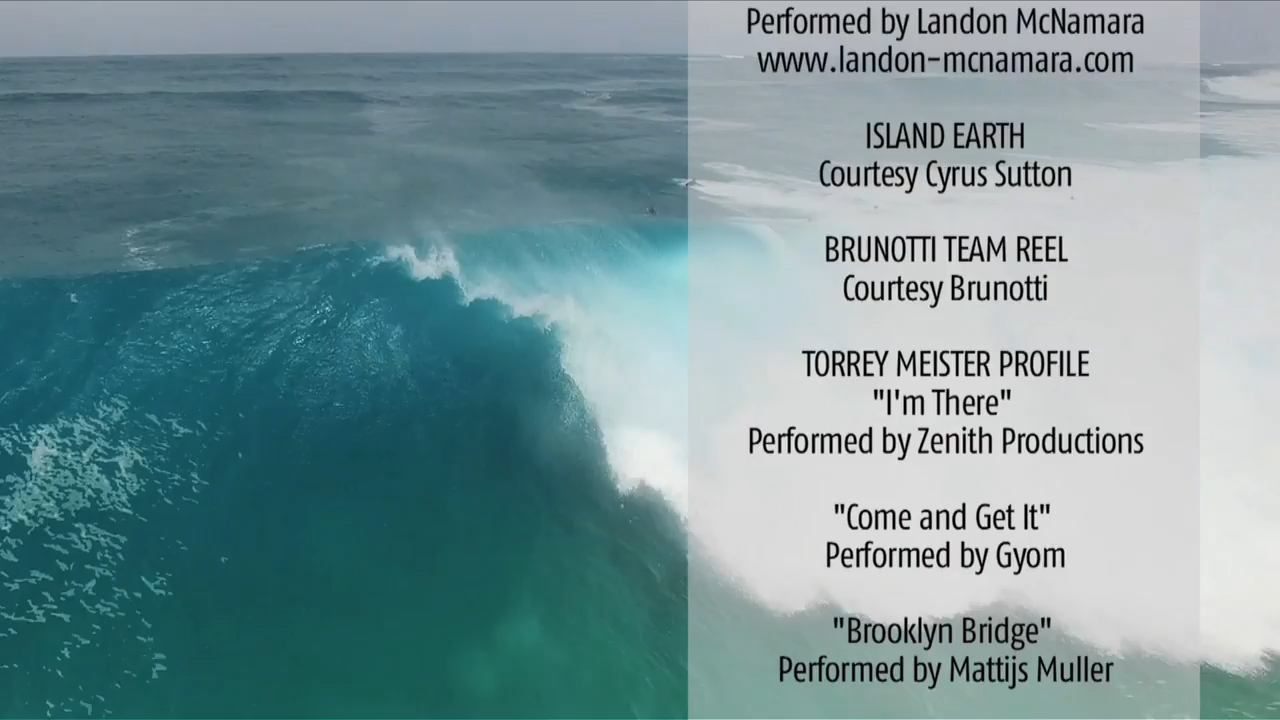 Performed by Landon McNamara
www.landon-mcnamara.com
ISLAND EARTH
Courtesy Cyrus Sutton
BRUNOTTI TEAM REEL
Courtesy Brunotti
TORREY MEISTER PROFILE
"I'm There"
Performed by Zenith Productions
"Come and Get It"
Performed by Gyom
"Brooklyn Bridge"
Performed by Mattijs Muller